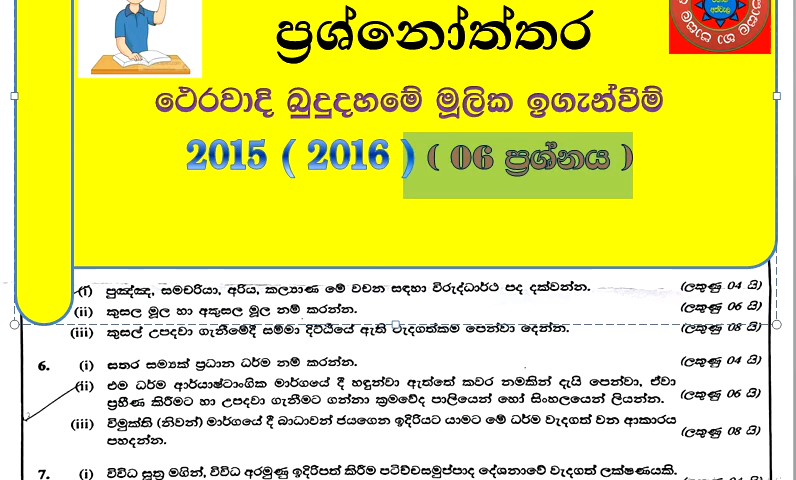 ප්‍රශ්නෝත්තර
ථේරවාදි බුදුදහමේ මූලික ඉගැන්වීම්
2015 ( 2016 ) ( 06 ප්‍රශ්නය )
(i) පුඤ්ඤ, සමචරියා, අරිය, කල්‍යාණ මේ වචන සඳහා විරුද්ධාර්ථ පද දක්වන්න. (ලකුණු 04 යි)
(ii) කුසල මූල හා අකුසල මූල නම් කරන්න. (ලකුණු 06 යි)
(iii) කුසල් උපදවා ගැනීමේදී සම්මා දිට්ඨියේ ඇති වැදගත්කම පෙන්වා දෙන්න. (ලකුණු 08 යි)
6. (i) සතර සම්‍යක් ප්‍රධාන ධර්ම නම් කරන්න. (ලකුණු 04 යි)
(ii) එම ධර්ම ආර්යාෂ්ටාංගික මාර්ගයේ දී හඳුන්වා ඇත්තේ කවර නමකින් දැයි පෙන්වා, ඒවා
ප්‍රහීණ කිරීමට හා උපදවා ගැනීමට ගන්නා ක්‍රමවේද පාලියෙන් හෝ සිංහලයෙන් ලියන්න. (ලකුණු 06 යි)
(iii) විමුක්ති (නිවන්) මාර්ගයේ දී බාධාවන් ජයගෙන ඉදිරියට යාමට මේ ධර්ම වැදගත් වන ආකාරය
පහදන්න. (ලකුණු 08 යි)
7. (i) විවිධ සූත්‍ර මගින්, විවිධ අරමුණු ඉදිරිපත් කිරීම පටිච්චසමුප්පාද දේශනාවේ වැදගත් ලක්ෂණයකි.